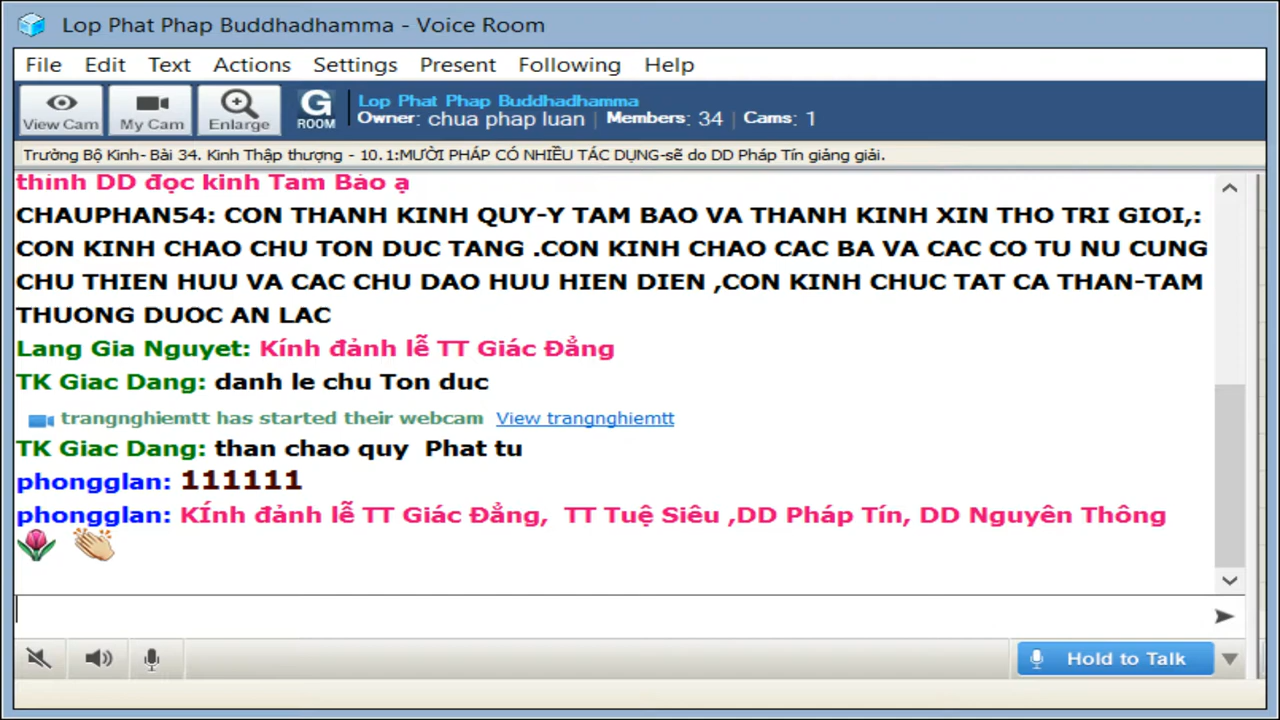 Lop Phat Phap Buddhadhamma - Voice Room
File Edit Text Actions Settings Present Following Help
View Cam My Cam Enlarge G ROOM
Lop Phat Phap Buddhadhamma
Owner: chua phap luan | Members: 34 | Cams: 1
Trường Bộ Kinh- Bài 34. Kinh Thập thượng - 10.1:MƯỜI PHÁP CÓ NHIỀU TÁC DỤNG-sẽ do DD Pháp Tín giảng giải.
thỉnh DD đọc kinh Tam Bảo ạ
CHAUPHAN54: CON THANH KINH QUY-Y TAM BAO VA THANH KINH XIN THO TRI GIOI,:
CON KINH CHAO CHU TON DUC TANG .CON KINH CHAO CAC BA VA CAC CO TU NU CUNG
CHU THIEN HUU VA CAC CHU DAO HUU HIEN DIEN ,CON KINH CHUC TAT CA THAN-TAM
THUONG DUOC AN LAC
Lang Gia Nguyet: Kính đảnh lễ TT Giác Đẳng
TK Giac Dang: danh le chu Ton duc
trangnghiemtt has started their webcam View trangnghiemtt
TK Giac Dang: than chao quy Phat tu
phongglan: 111111
phongglan: KÍnh đảnh lễ TT Giác Đẳng, TT Tuệ Siêu ,DD Pháp Tín, DD Nguyên Thông
Hold to Talk